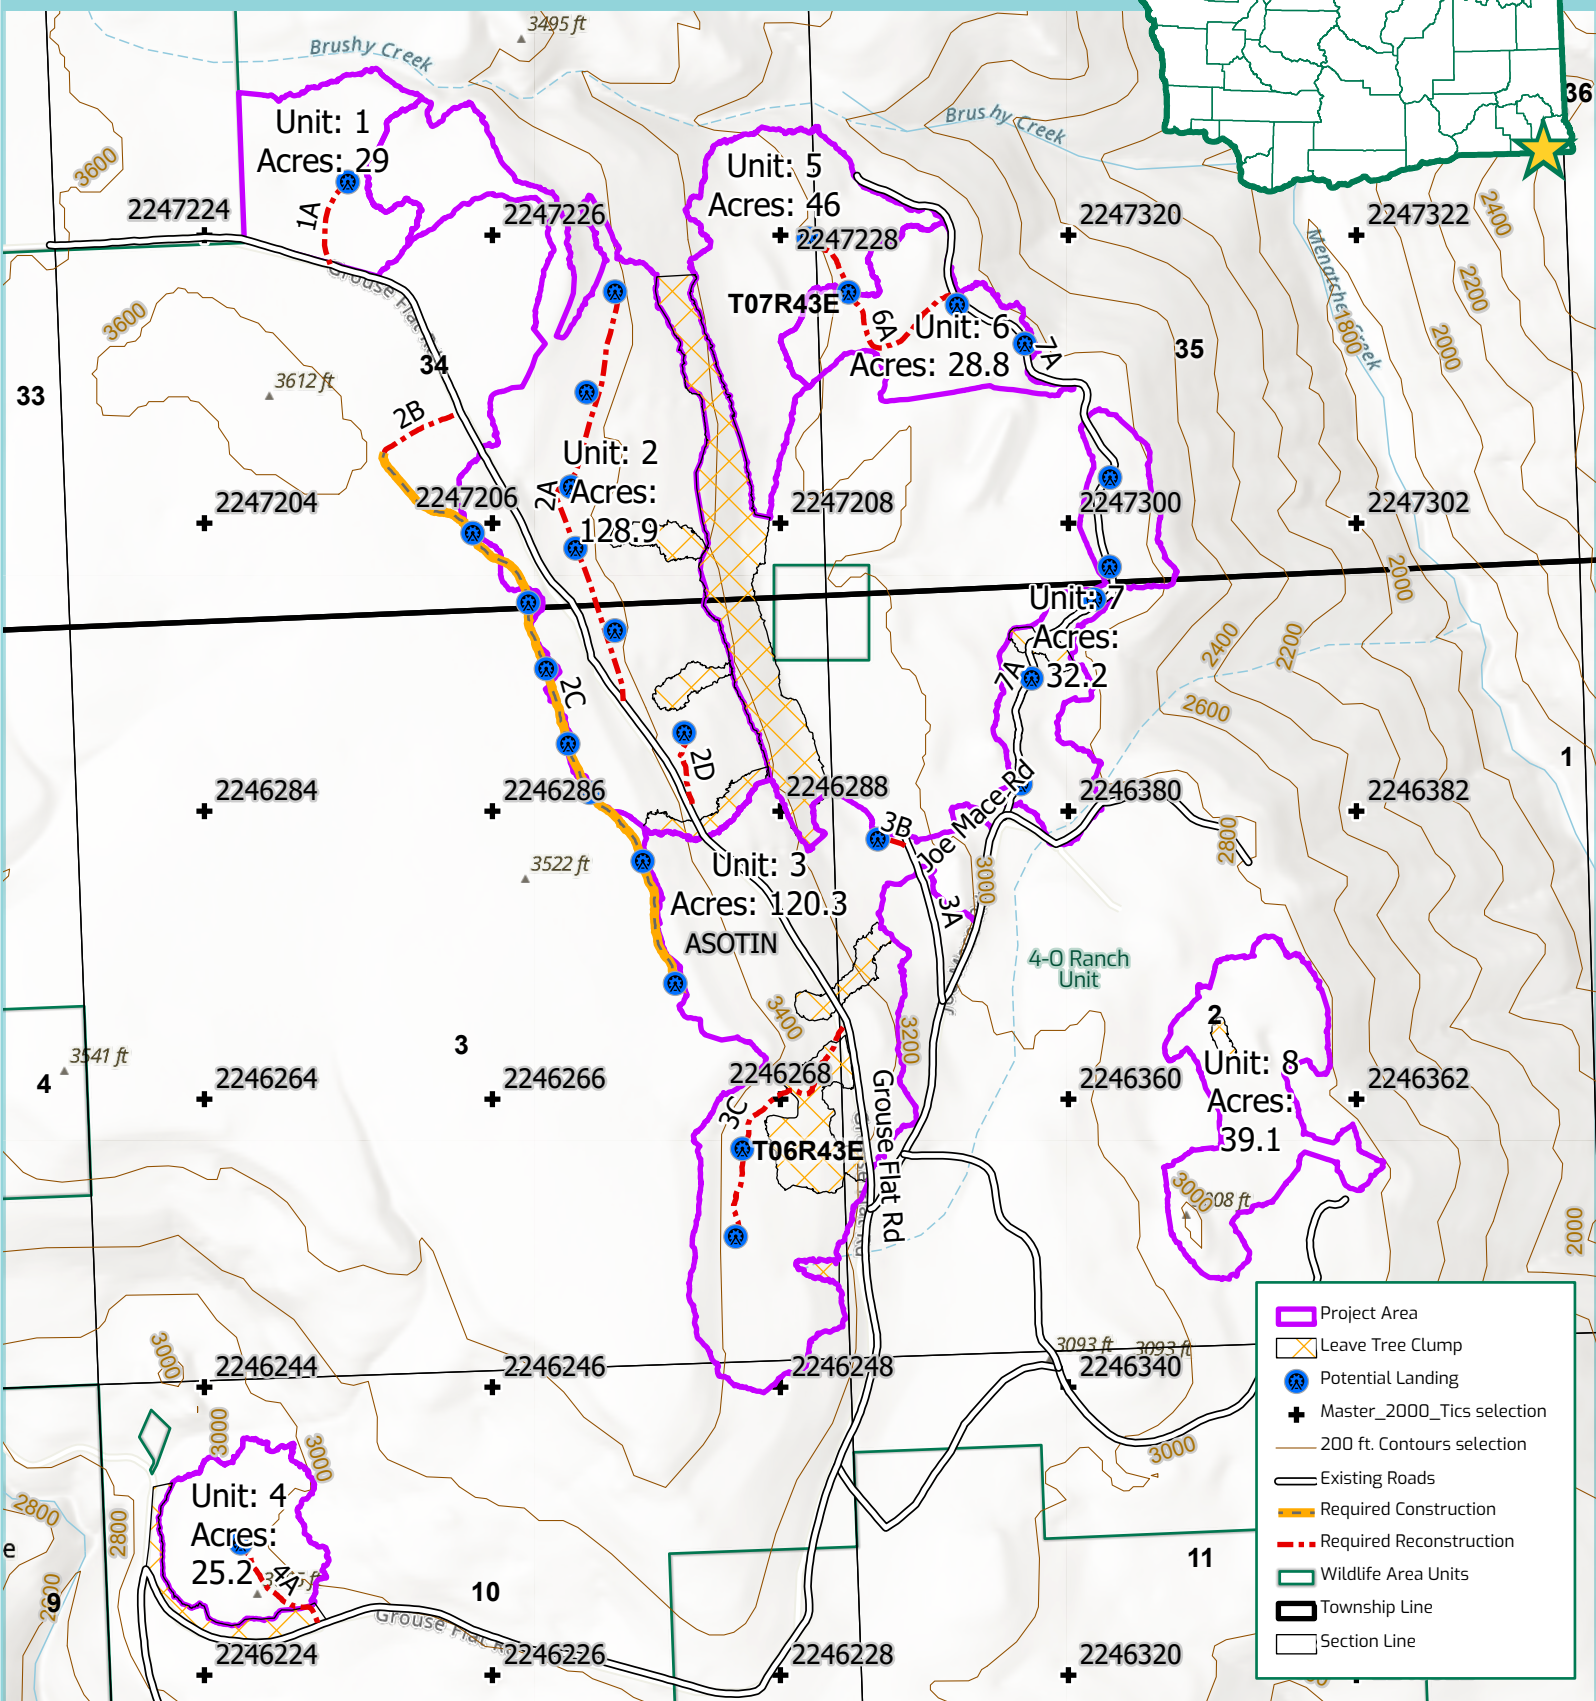 3495 ft
Brushy Creek
Brushy Creek
36
Unit: 1
Acres: 29
3600
1A
Unit: 5
Acres: 46
2247224
2247226
2247228
2247320
2247322
2400
Menatche Creek
2200
1800
2000
Grouse Flat
T07R43E
6A
Unit: 6
Acres: 28.8
7A
35
3600
34
33
3612 ft
2B
Unit: 2
Acres:
128.9
2A
2247204
2247206
2247208
2247300
2247302
2000
Unit: 7
Acres:
32.2
7A
2400
2200
2600
2C
2D
1
2246284
2246286
2246288
2246380
2246382
Joe Mace Rd
3B
2800
3522 ft
Unit: 3
Acres: 120.3
ASOTIN
3000
3A
4-O Ranch
Unit
3400
3200
2
3
3541 ft
4
Unit: 8
Acres:
39.1
2246264
2246266
2246268
2246360
2246362
3C
T06R43E
Grouse Flat Rd
3000
08 ft
2000
3093 ft
3093 ft
3000
2246244
2246246
2246248
2246340
3000
3000
3000
2800
2800
Unit: 4
Acres:
25.2
4A
e
2000
9
10
11
Grouse Flat
2246224
2246226
2246228
2246320
Project Area
Leave Tree Clump
Potential Landing
Master_2000_Tics selection
200 ft. Contours selection
Existing Roads
Required Construction
Required Reconstruction
Wildlife Area Units
Township Line
Section Line